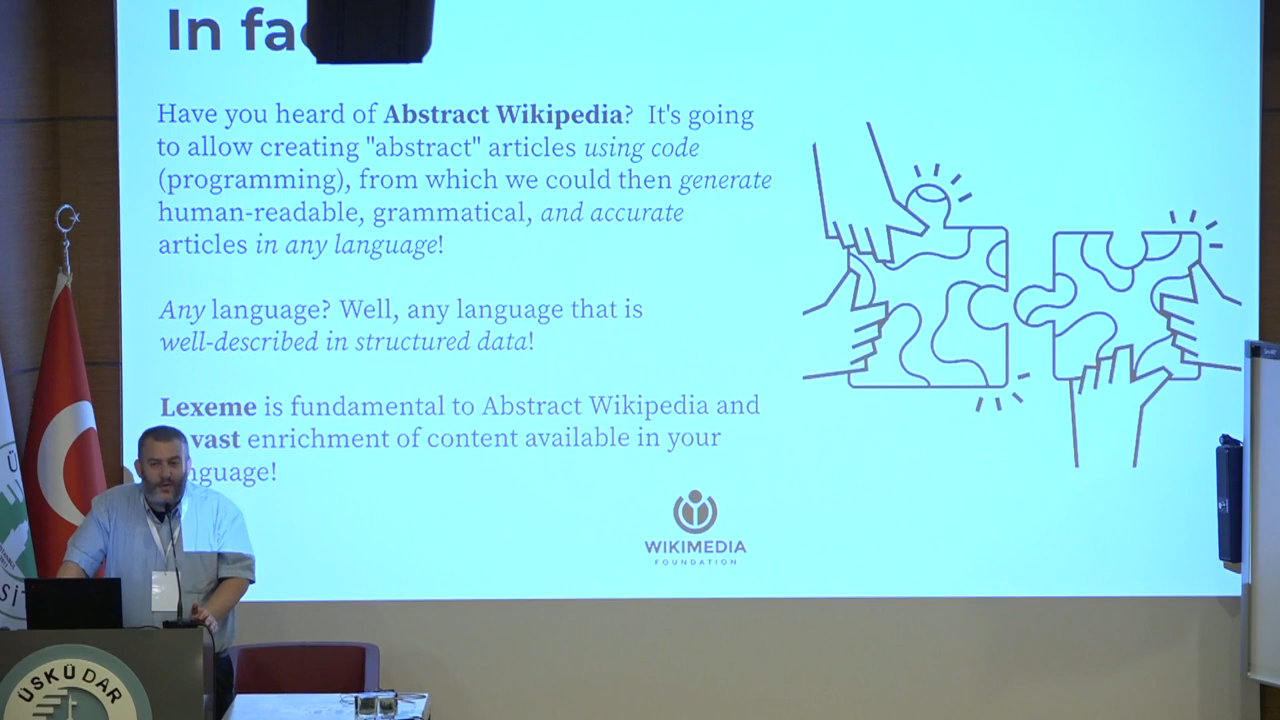 In fa
Have you heard of Abstract Wikipedia? It's going
to allow creating "abstract" articles using code
(programming), from which we could then generate
human-readable, grammatical, and accurate
articles in any language!
Any language? Well, any language that is
well-described in structured data!
Lexeme is fundamental to Abstract Wikipedia and
vast enrichment of content available in your
nguage!
WIKIMEDIA
FOUNDATION
ÜSKÜDAR